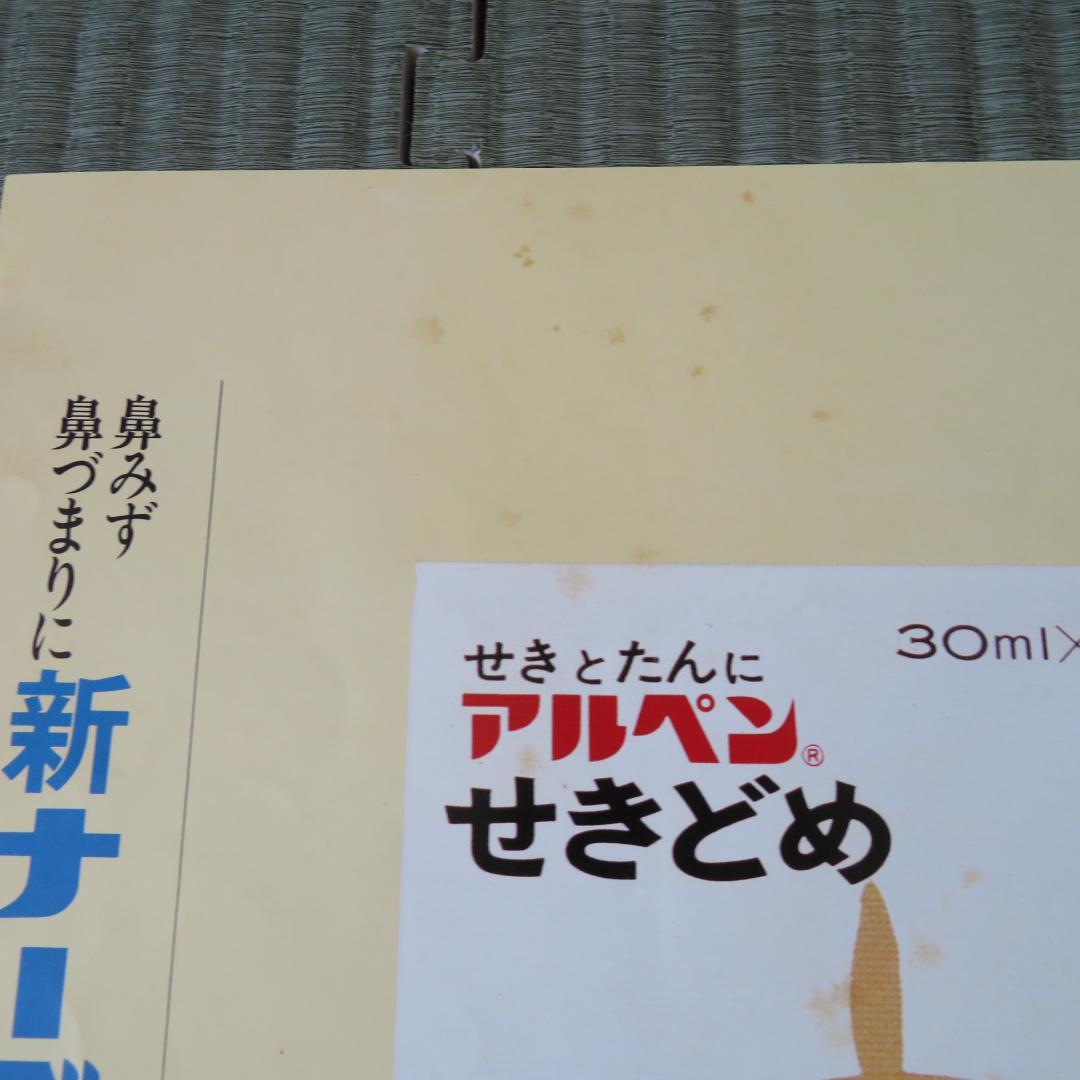 鼻みず
鼻づまりに
新ナー
せきとたんに
アルペン®
せきどめ
30ml